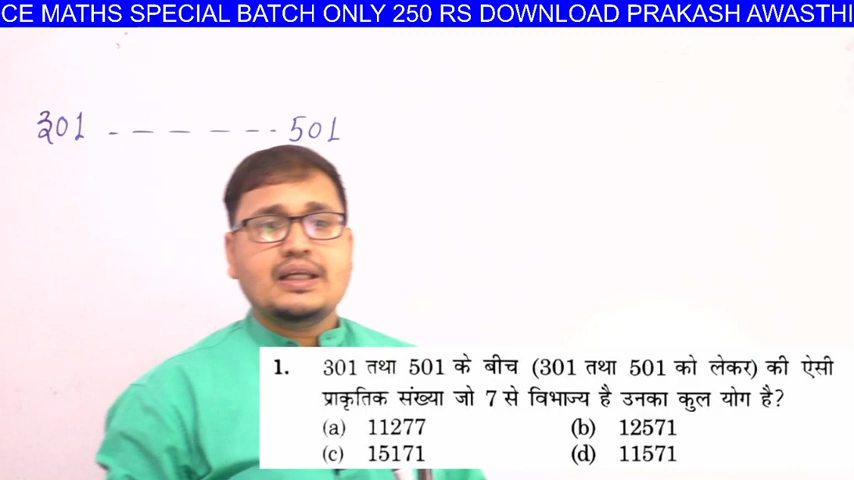 CE MATHS SPECIAL BATCH ONLY 250 RS DOWNLOAD PRAKASH AWASTHI
301 - - - - - - 501
1. 301 तथा 501 के बीच (301 तथा 501 को लेकर) की ऐसी
प्राकृतिक संख्या जो 7 से विभाज्य है उनका कुल योग है?
(a) 11277 (b) 12571
(c) 15171 (d) 11571